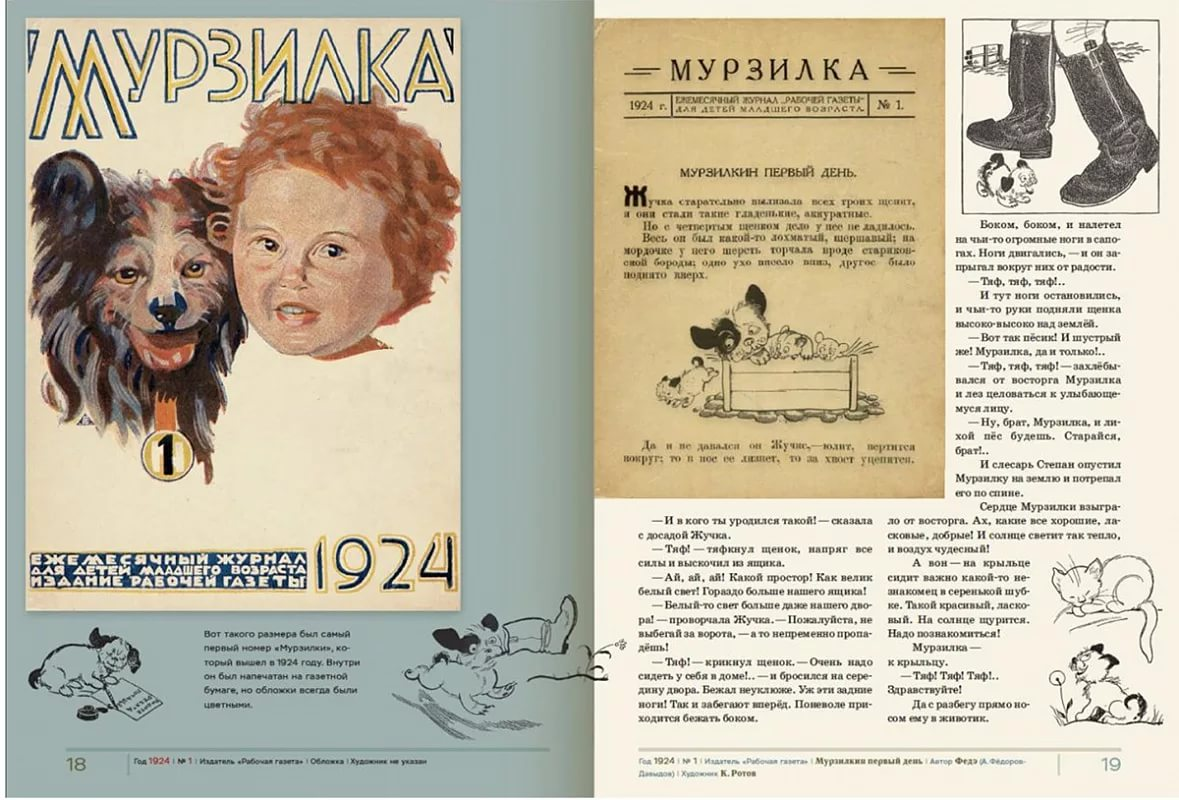 МУРЗИЛКА
1
ЕЖЕМЕСЯЧНЫЙ ЖУРНАЛ
ДЛЯ ДЕТЕЙ МЛАДШЕГО ВОЗРАСТА
ИЗДАНИЕ РАБОЧЕЙ ГАЗЕТЫ
1924
Вот такого размера был самый
первый номер «Мурзилки», ко-
торый вышел в 1924 году. Внутри
он был напечатан на газетной
бумаге, но обложки всегда были
цветными.
18
Год 1924 | № 1 | Издатель «Рабочая газета» | Обложка | Художник не указан
МУРЗИЛКА
1924 г.
ЕЖЕМЕСЯЧНЫЙ ЖУРНАЛ „РАБОЧЕЙ ГАЗЕТЫ“
ДЛЯ ДЕТЕЙ МЛАДШЕГО ВОЗРАСТА.
№ 1.
МУРЗИЛКИН ПЕРВЫЙ ДЕНЬ.
Жучка старательно вылизала всех троих щенят,
и они стали такие гладенькие, аккуратные.
Но с четвертым щенком дело у нее не ладилось.
Весь он был какой-то лохматый, шершавый; на
мордочке у него шерсть торчала вроде стариков-
ской бороды; одно ухо висело вниз, другое было
поднято вверх.
Да и не давался он Жучке,—юлит, вертится
вокруг; то в нос ее лизнет, то за хвост уцепится.
— И в кого ты уродился такой! — сказала
с досадой Жучка.
— Тяф! — тяфкнул щенок, напряг все
силы и выскочил из ящика.
— Ай, ай, ай! Какой простор! Как велик
белый свет! Гораздо больше нашего ящика!
— Белый-то свет больше даже нашего дво-
ра! — проворчала Жучка. — Пожалуйста, не
выбегай за ворота, — а то непременно пропа-
дёшь!
— Тяф! — крикнул щенок. — Очень надо
сидеть у себя в доме!.. — и бросился на сере-
дину двора. Бежал неуклюже. Уж эти задние
ноги! Так и забегают вперёд. Поневоле при-
ходится бежать боком.
Боком, боком, и налетел
на чьи-то огромные ноги в сапо-
гах. Ноги двигались, — и он за-
прыгал вокруг них от радости.
— Тяф, тяф, тяф!..
И тут ноги остановились,
и чьи-то руки подняли щенка
высоко-высоко над землёй.
— Вот так пёсик! И шустрый
же! Мурзилка, да и только!..
— Тяф, тяф, тяф! — захлёбы-
вался от восторга Мурзилка
и лез целоваться к улыбающе-
муся лицу.
— Ну, брат, Мурзилка, и ли-
хой пёс будешь. Старайся,
брат!..
И слесарь Степан опустил
Мурзилку на землю и потрепал
его по спине.
Сердце Мурзилки взыгра-
ло от восторга. Ах, какие все хорошие, ла-
сковые, добрые! И солнце светит так тепло,
и воздух чудесный!
А вон — на крыльце
сидит важно какой-то не-
знакомец в серенькой шуб-
ке. Такой красивый, ласко-
вый. На солнце щурится.
Надо познакомиться!
Мурзилка —
к крыльцу.
— Тяф! Тяф! Тяф!..
Здравствуйте!
Да с разбегу прямо но-
сом ему в животик.
Год 1924 | № 1 | Издатель «Рабочая газета» | Мурзилкин первый день | Автор Федэ (А. Фёдоров-
Давыдов) | Художник К. Ротов
19